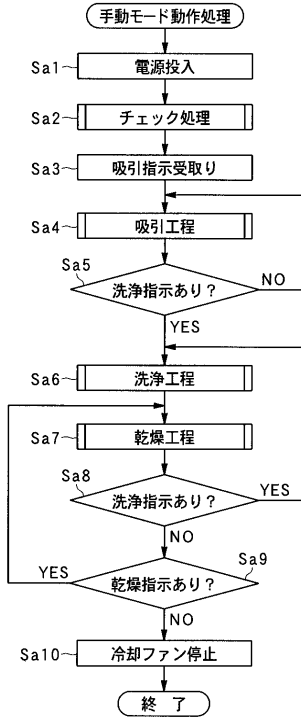 手動モード動作処理
Sa1
電源投入
Sa2
チェック処理
Sa3
吸引指示受取り
Sa4
吸引工程
Sa5
洗浄指示あり？
NO
YES
Sa6
洗浄工程
Sa7
乾燥工程
Sa8
洗浄指示あり？
YES
NO
Sa9
乾燥指示あり？
YES
NO
Sa10
冷却ファン停止
終 了